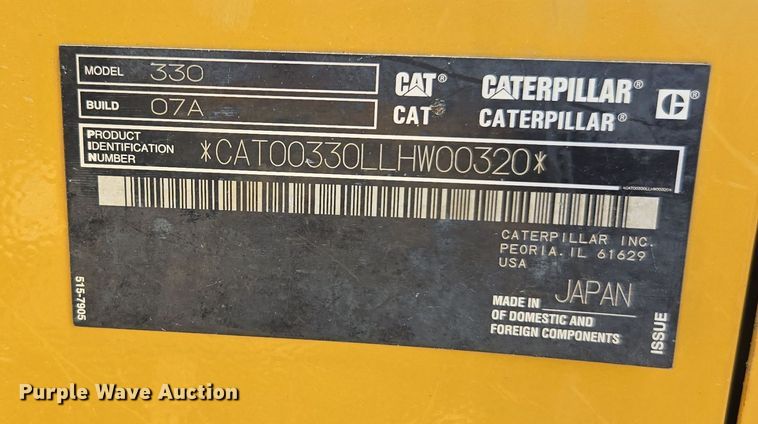 MODEL 330
BUILD 07A
CAT® CATERPILLAR®
CAT® CATERPILLAR®
PRODUCT
IDENTIFICATION
NUMBER
*CAT00330LLHW00320*
*CAT00330LLHW00320*
CATERPILLAR INC.
PEORIA. IL 61629
USA
MADE IN JAPAN
OF DOMESTIC AND
FOREIGN COMPONENTS
515-7905
ISSUE
Purple Wave Auction